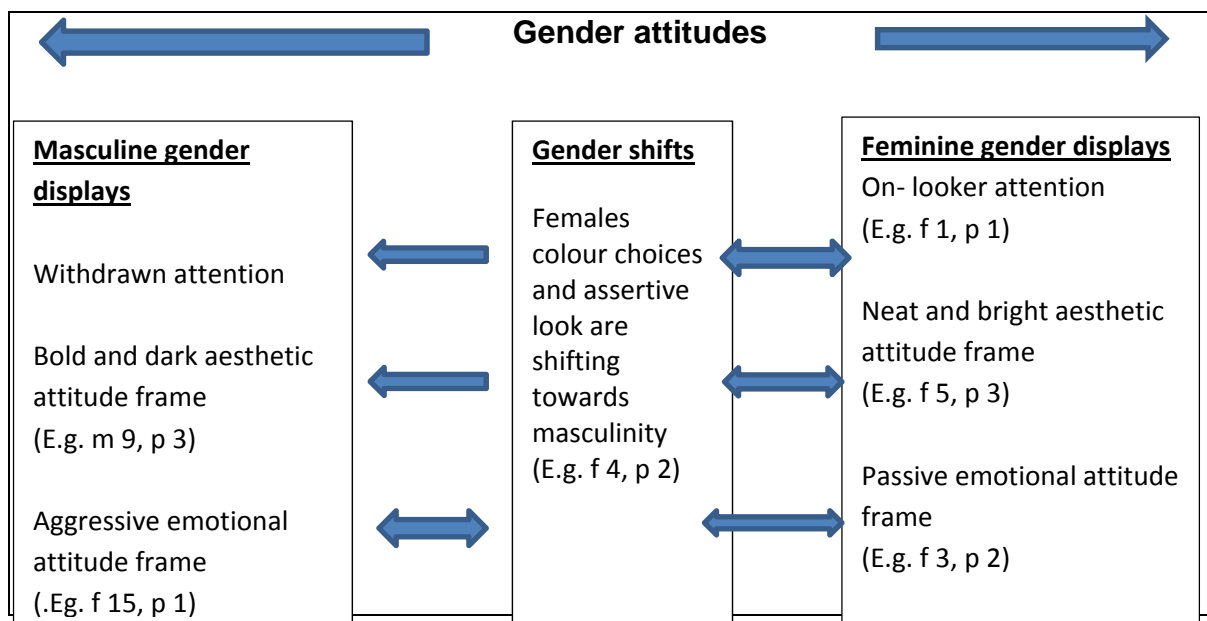 Gender attitudes
Masculine gender
displays
Withdrawn attention
Bold and dark aesthetic
attitude frame
(E.g. m 9, p 3)
Aggressive emotional
attitude frame
(.Eg. f 15, p 1)
Gender shifts
Females
colour choices
and assertive
look are
shifting
towards
masculinity
(E.g. f 4, p 2)
Feminine gender displays
On- looker attention
(E.g. f 1, p 1)
Neat and bright aesthetic
attitude frame
(E.g. f 5, p 3)
Passive emotional attitude
frame
(E.g. f 3, p 2)